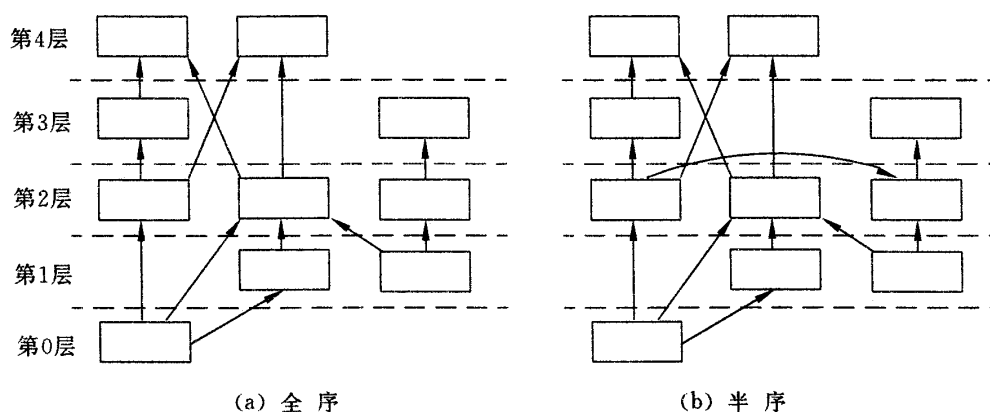 第4层
第3层
第2层
第1层
第0层
(a) 全 序
(b) 半 序